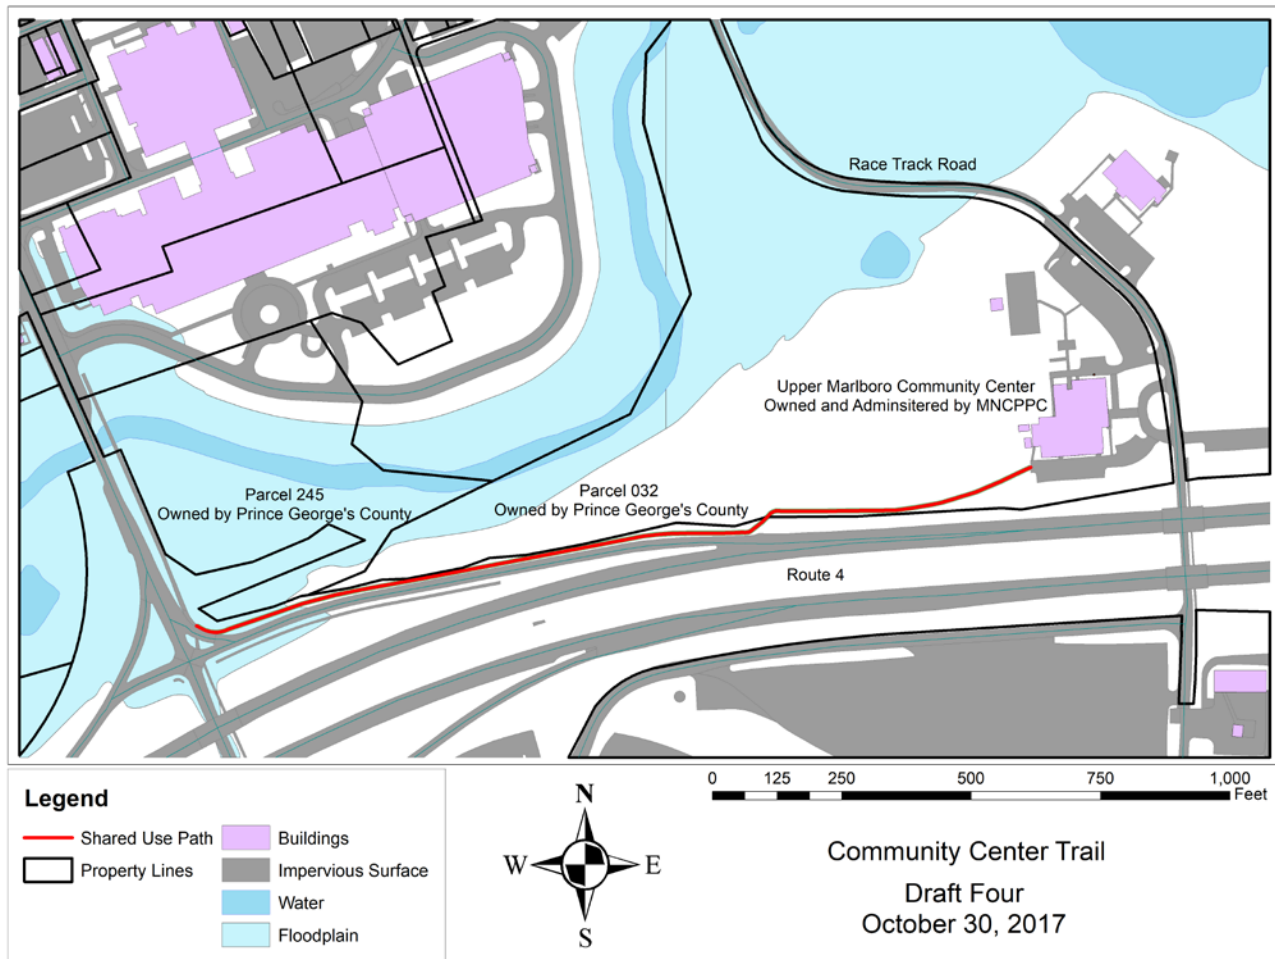 Race Track Road
Upper Marlboro Community Center
Owned and Adminsitered by MNCPPC
Parcel 245
Owned by Prince George's County
Parcel 032
Owned by Prince George's County
Route 4
Legend
Shared Use Path
Property Lines
Buildings
Impervious Surface
Water
Floodplain
N
W
E
S
0 125 250 500 750 1,000
Feet
Community Center Trail
Draft Four
October 30, 2017